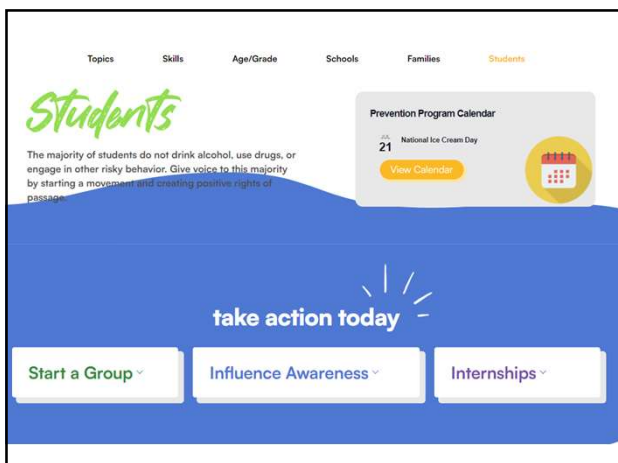 Topics Skills Age/Grade Schools Families Students
Students
The majority of students do not drink alcohol, use drugs, or
engage in other risky behavior. Give voice to this majority
by starting a movement and creating positive rights of
passage.
Prevention Program Calendar
JUL
21
National Ice Cream Day
View Calendar
take action today
Start a Group
Influence Awareness
Internships